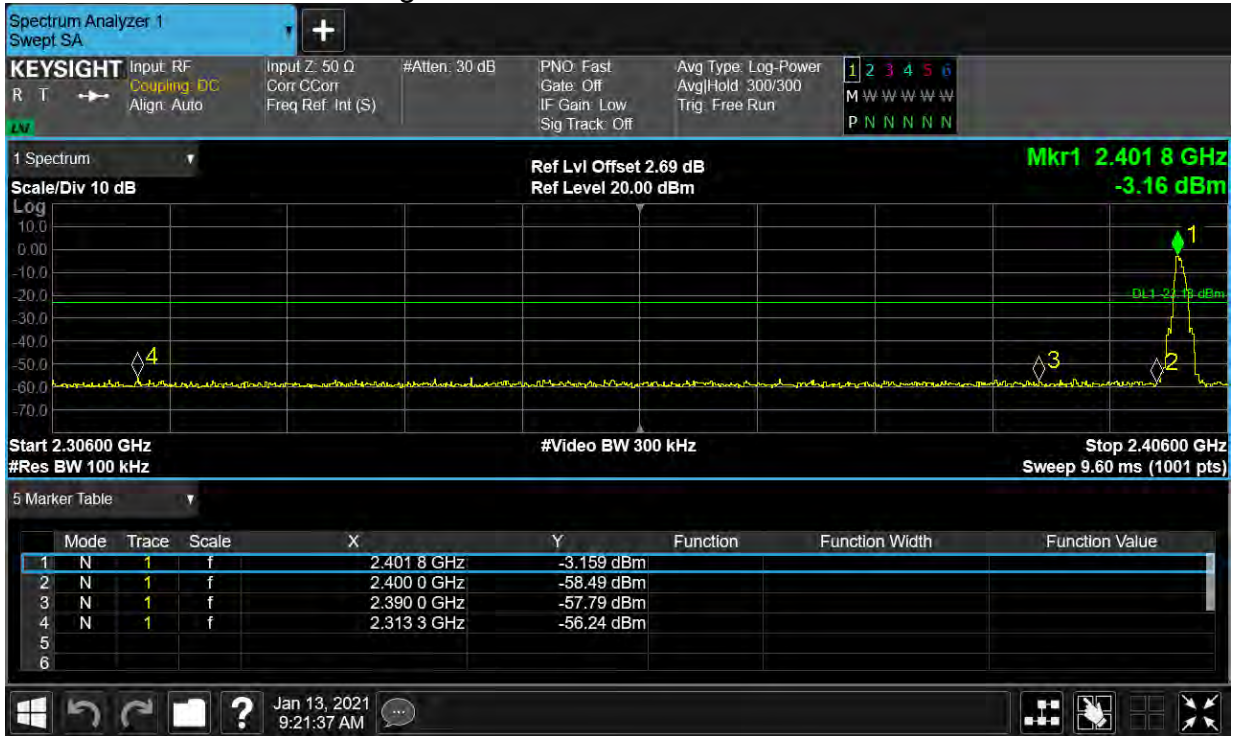 Spectrum Analyzer 1
Swept SA
+
KEYSIGHT Input: RF Input Z: 50 Ω #Atten: 30 dB PNO: Fast Avg Type: Log-Power 1 2 3 4 5 6
R T Coupling: DC Corr CCorr Gate: Off Avg|Hold: 300/300 M W W W W W W
Align: Auto Freq Ref: Int (S) IF Gain: Low Trig: Free Run
Sig Track: Off P N N N N N N
LXI
1 Spectrum Ref Lvl Offset 2.69 dB Mkr1 2.401 8 GHz
Scale/Div 10 dB Ref Level 20.00 dBm -3.16 dBm
Log
10.0
1
0.00
-10.0
-20.0
DL1 -23.13 dBm
-30.0
-40.0
4 3 2
-50.0
-60.0
-70.0
Start 2.30600 GHz #Video BW 300 kHz Stop 2.40600 GHz
#Res BW 100 kHz Sweep 9.60 ms (1001 pts)
5 Marker Table
Mode Trace Scale X Y Function Function Width Function Value
1 N 1 f 2.401 8 GHz -3.159 dBm
2 N 1 f 2.400 0 GHz -58.49 dBm
3 N 1 f 2.390 0 GHz -57.79 dBm
4 N 1 f 2.313 3 GHz -56.24 dBm
5
6
? Jan 13, 2021
9:21:37 AM